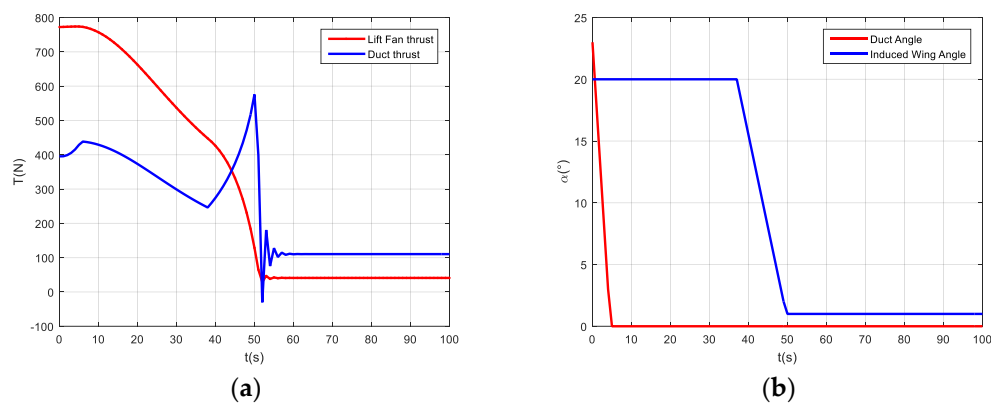 800
700
600
500
400
300
200
100
0
-100
T(N)
0 10 20 30 40 50 60 70 80 90 100
t(s)
Lift Fan thrust
Duct thrust
(a)
25
20
15
10
5
0
α(°)
0 10 20 30 40 50 60 70 80 90 100
t(s)
Duct Angle
Induced Wing Angle
(b)